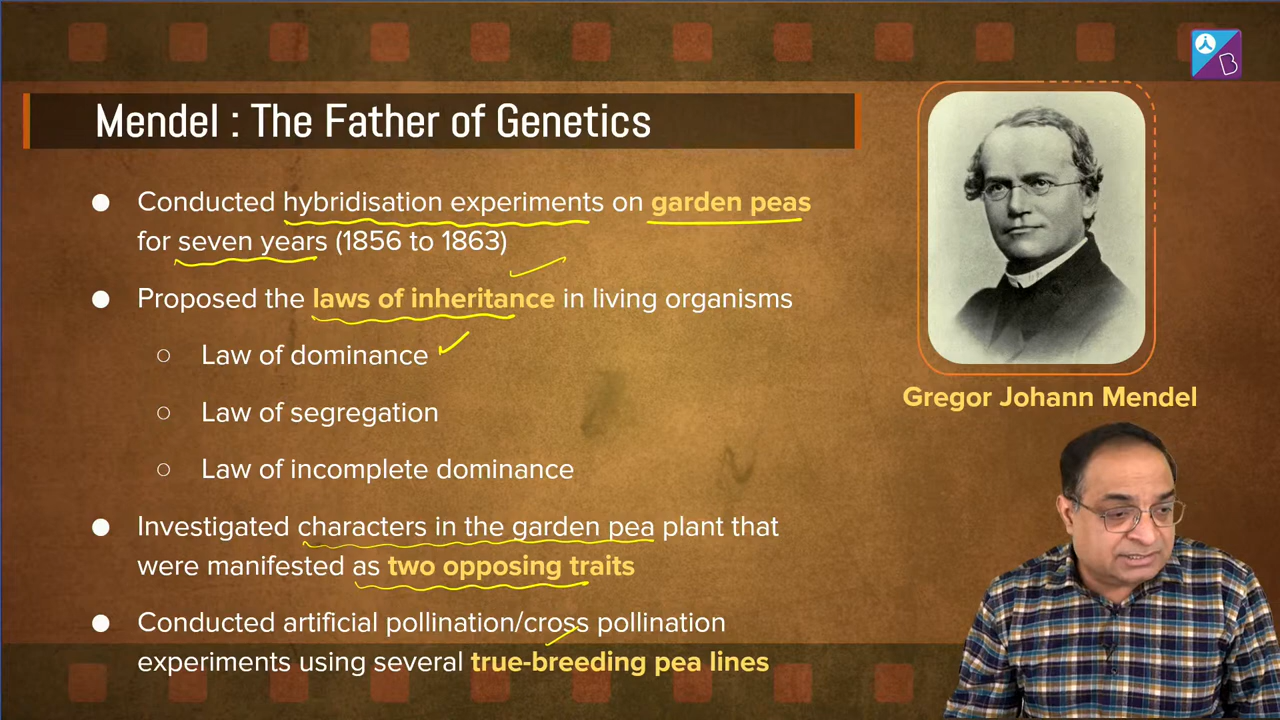 Mendel : The Father of Genetics
● Conducted hybridisation experiments on garden peas
for seven years (1856 to 1863)
● Proposed the laws of inheritance in living organisms
○ Law of dominance
○ Law of segregation
○ Law of incomplete dominance
● Investigated characters in the garden pea plant that
were manifested as two opposing traits
● Conducted artificial pollination/cross pollination
experiments using several true-breeding pea lines
B
Gregor Johann Mendel